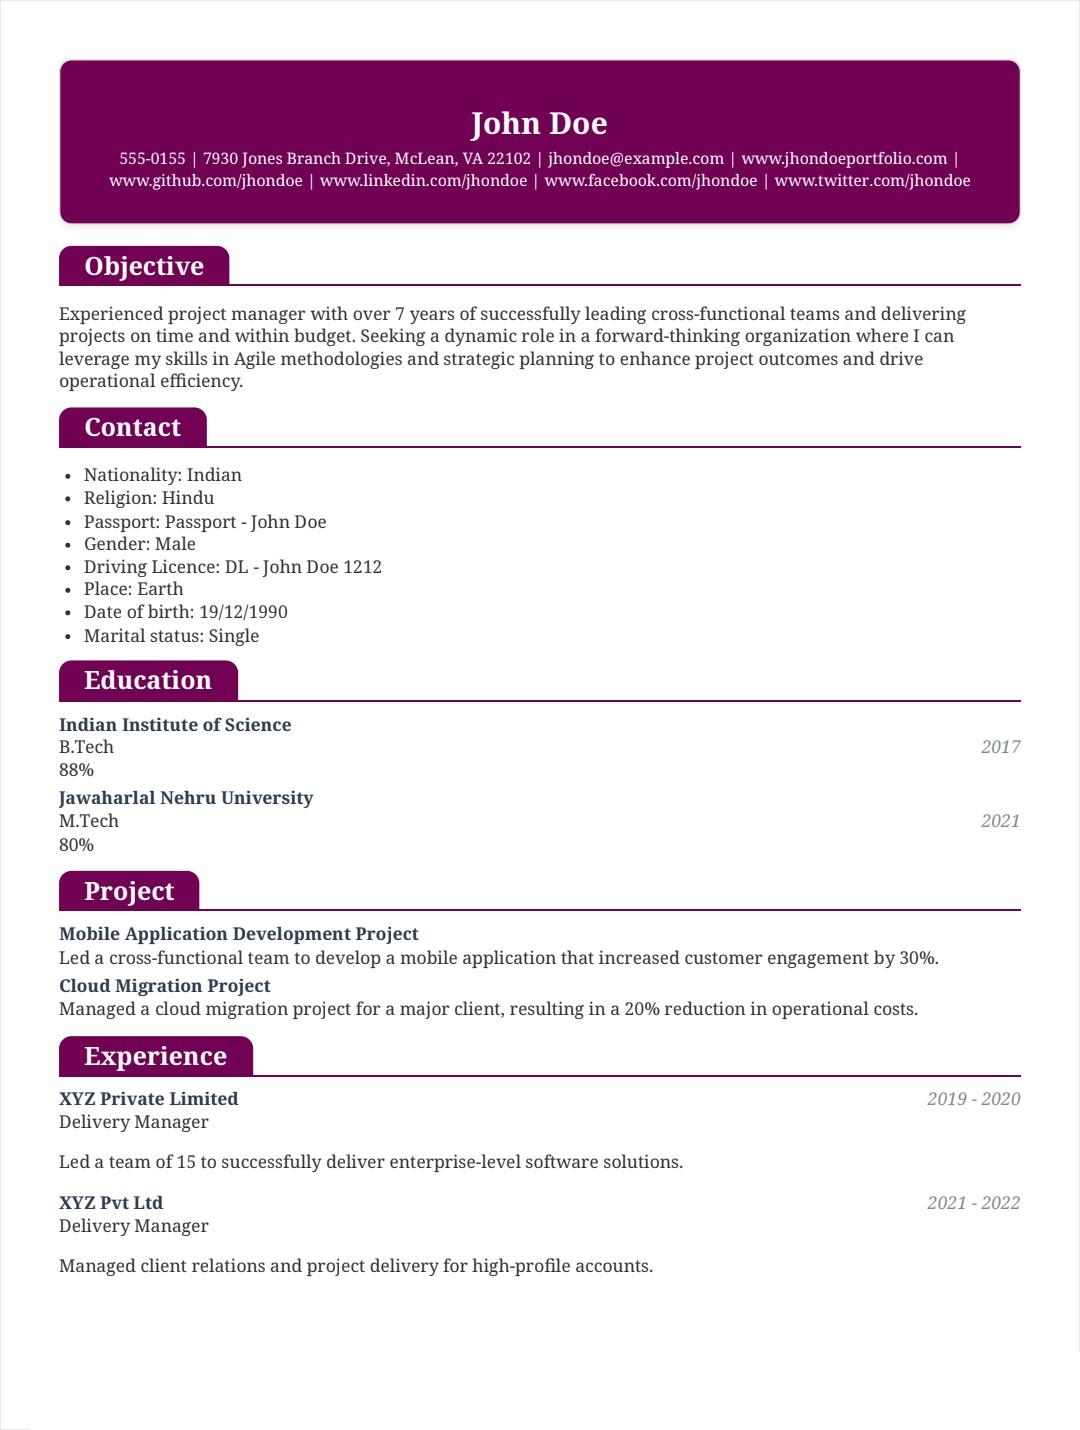 John Doe
555-0155 | 7930 Jones Branch Drive, McLean, VA 22102 | jhondoe@example.com | www.jhondoeportfolio.com |
www.github.com/jhondoe | www.linkedin.com/jhondoe | www.facebook.com/jhondoe | www.twitter.com/jhondoe
Objective
Experienced project manager with over 7 years of successfully leading cross-functional teams and delivering
projects on time and within budget. Seeking a dynamic role in a forward-thinking organization where I can
leverage my skills in Agile methodologies and strategic planning to enhance project outcomes and drive
operational efficiency.
Contact
• Nationality: Indian
• Religion: Hindu
• Passport: Passport - John Doe
• Gender: Male
• Driving Licence: DL - John Doe 1212
• Place: Earth
• Date of birth: 19/12/1990
• Marital status: Single
Education
Indian Institute of Science
B.Tech 2017
88%
Jawaharlal Nehru University
M.Tech 2021
80%
Project
Mobile Application Development Project
Led a cross-functional team to develop a mobile application that increased customer engagement by 30%.
Cloud Migration Project
Managed a cloud migration project for a major client, resulting in a 20% reduction in operational costs.
Experience
XYZ Private Limited 2019 - 2020
Delivery Manager
Led a team of 15 to successfully deliver enterprise-level software solutions.
XYZ Pvt Ltd 2021 - 2022
Delivery Manager
Managed client relations and project delivery for high-profile accounts.